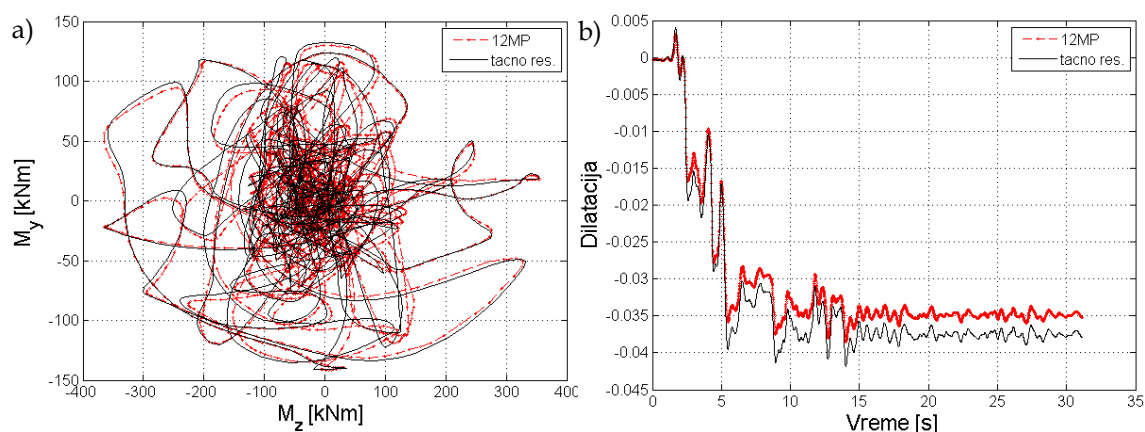 a)
150
100
50
0
-50
-100
-150
-400 -300 -200 -100 0 100 200 300 400
M_y [kNm]
M_z [kNm]
12MP
tacno res.
b)
0.005
0
-0.005
-0.01
-0.015
-0.02
-0.025
-0.03
-0.035
-0.04
-0.045
0 5 10 15 20 25 30 35
Dilatacija
Vreme [s]
12MP
tacno res.